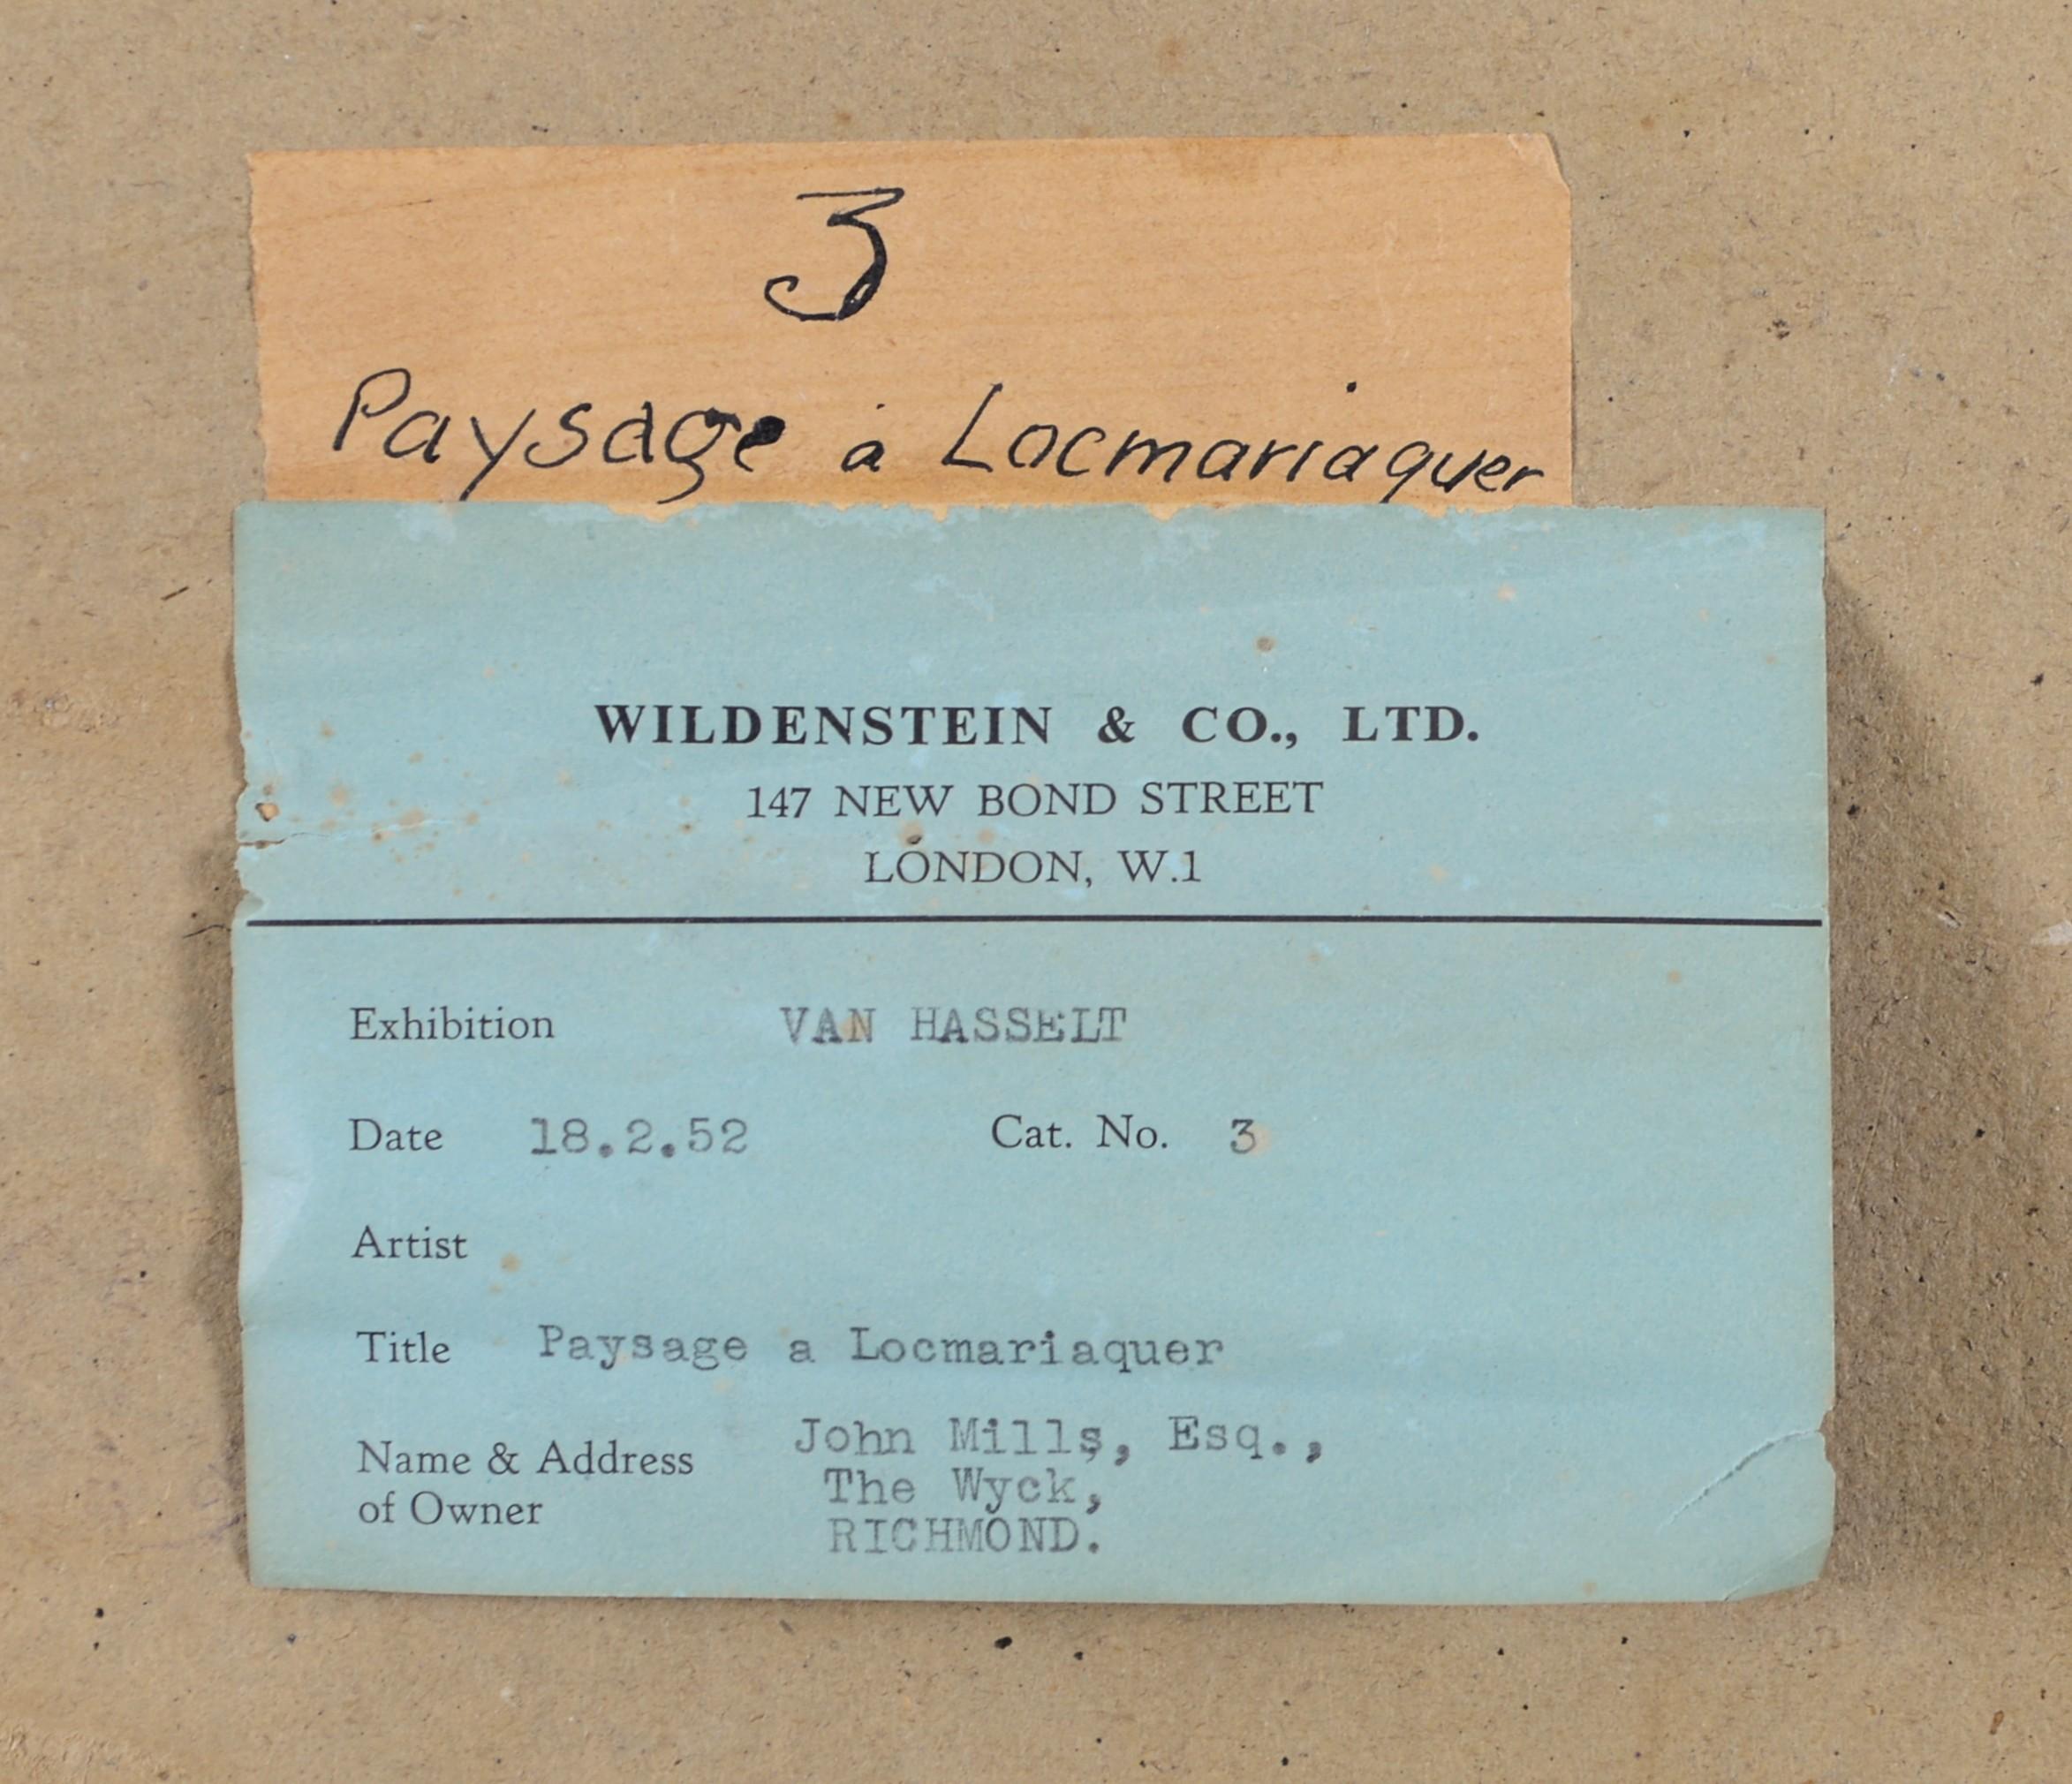 3
Paysage à Locmariaquer
WILDENSTEIN & CO., LTD.
147 NEW BOND STREET
LONDON, W.1
Exhibition VAN HASSELT
Date 18.2.52 Cat. No. 3
Artist
Title Paysage a Locmariaquer
Name & Address of Owner
John Mills, Esq.,
The Wyck,
RICHMOND.